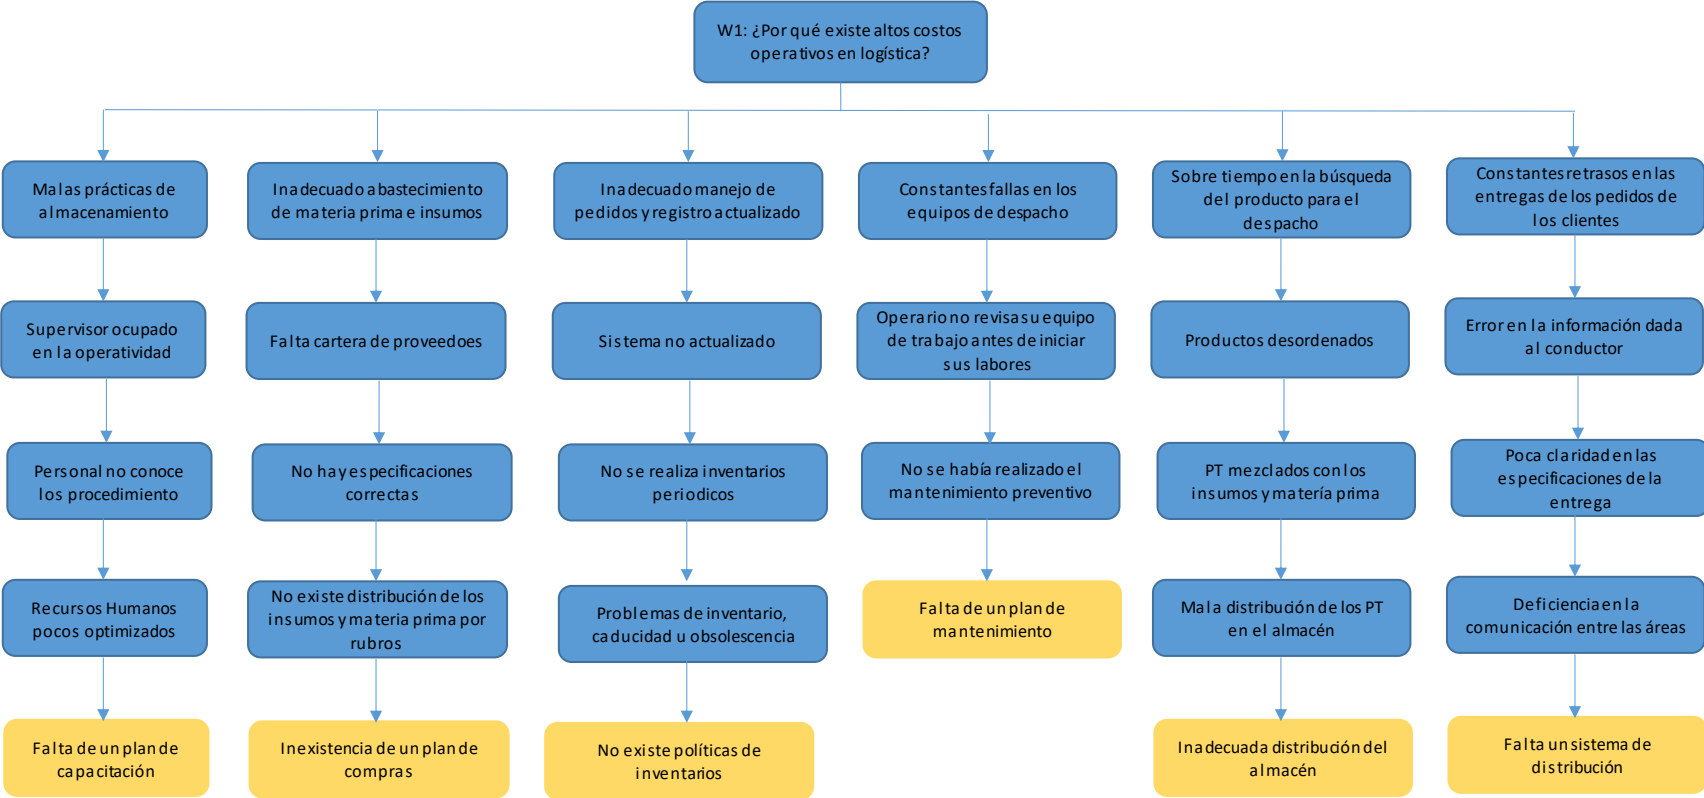 W1: ¿Por qué existe altos costos
operativos en logística?
Malas prácticas de
almacenamiento
Inadecuado abastecimiento
de materia prima e insumos
Inadecuado manejo de
pedidos y registro actualizado
Constantes fallas en los
equipos de despacho
Sobre tiempo en la búsqueda
del producto para el
despacho
Constantes retrasos en las
entregas de los pedidos de
los clientes
Supervisor ocupado
en la operatividad
Falta cartera de proveedoes
Sistema no actualizado
Operario no revisa su equipo
de trabajo antes de iniciar
sus labores
Productos desordenados
Error en la información dada
al conductor
Personal no conoce
los procedimiento
No hay especificaciones
correctas
No se realiza inventarios
periodicos
No se había realizado el
mantenimiento preventivo
PT mezclados con los
insumos y matería prima
Poca claridad en las
especificaciones de la
entrega
Recursos Humanos
pocos optimizados
No existe distribución de los
insumos y materia prima por
rubros
Problemas de inventario,
caducidad u obsolescencia
Falta de un plan de
mantenimiento
Mala distribución de los PT
en el almacén
Deficiencia en la
comunicación entre las áreas
Falta de un plan de
capacitación
Inexistencia de un plan de
compras
No existe políticas de
inventarios
Inadecuada distribución del
almacén
Falta un sistema de
distribución